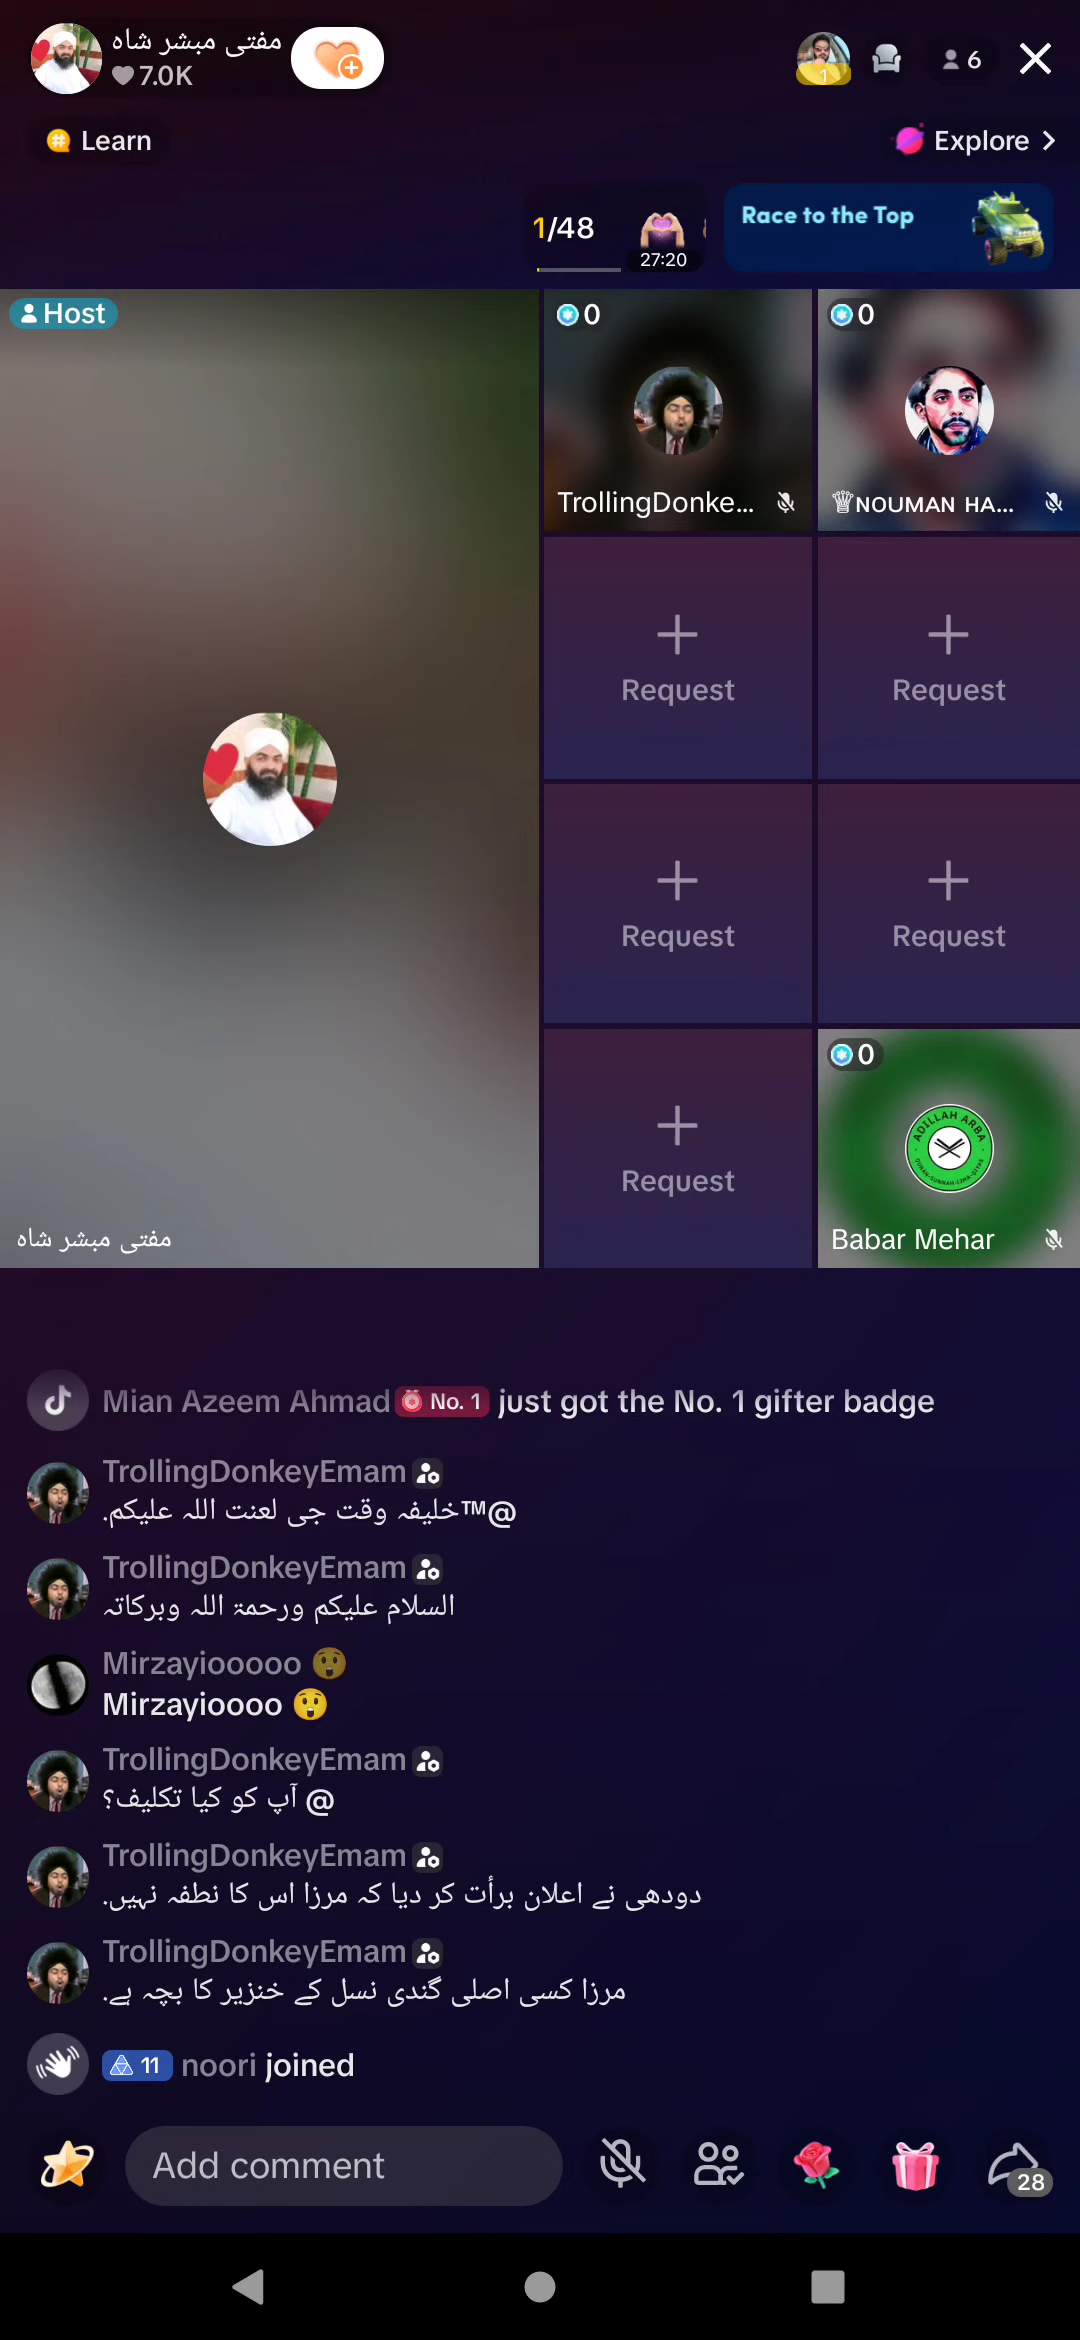 مفتی مبشر شاہ
7.0K
1
6
Learn
Explore
1/48
27:20
Race to the Top
Host
0
0
TrollingDonke...
♕NOUMAN HA...
Request
Request
Request
Request
Request
0
ADILLAH ARBA
Babar Mehar
مفتی مبشر شاہ
Mian Azeem Ahmad No. 1 just got the No. 1 gifter badge
TrollingDonkeyEmam
@™خلیفہ وقت جی لعنت اللہ علیکم.
TrollingDonkeyEmam
السلام علیکم ورحمۃ اللہ وبرکاتہ
Mirzayiooooo 😲
Mirzayioooo 😲
TrollingDonkeyEmam
@ آپ کو کیا تکلیف؟
TrollingDonkeyEmam
دودھی نے اعلان برأت کر دیا کہ مرزا اس کا نطفہ نہیں.
TrollingDonkeyEmam
مرزا کسی اصلی گندی نسل کے خنزیر کا بچہ ہے.
11 noori joined
Add comment
28